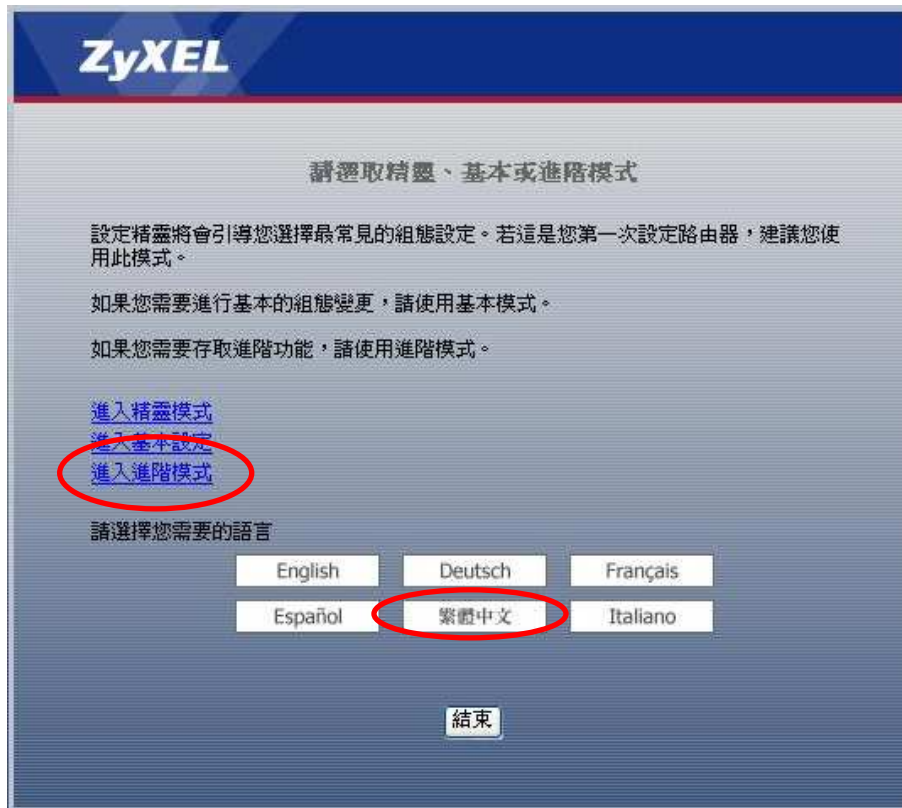 ZyXEL
請選取精靈、基本或進階模式
設定精靈將會引導您選擇最常見的組態設定。若這是您第一次設定路由器，建議您使
用此模式。
如果您需要進行基本的組態變更，請使用基本模式。
如果您需要存取進階功能，請使用進階模式。
進入精靈模式
進入基本設定
進入進階模式
請選擇您需要的語言
English Deutsch Français
Español 繁體中文 Italiano
結束